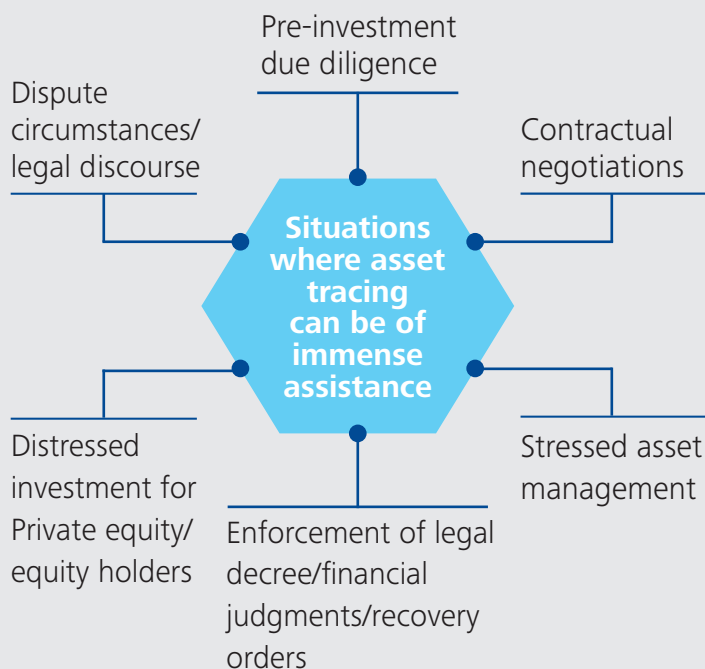 Pre-investment
due diligence
Dispute
circumstances/
legal discourse
Contractual
negotiations
Situations
where asset
tracing
can be of
immense
assistance
Distressed
investment for
Private equity/
equity holders
Enforcement of legal
decree/financial
judgments/recovery
orders
Stressed asset
management